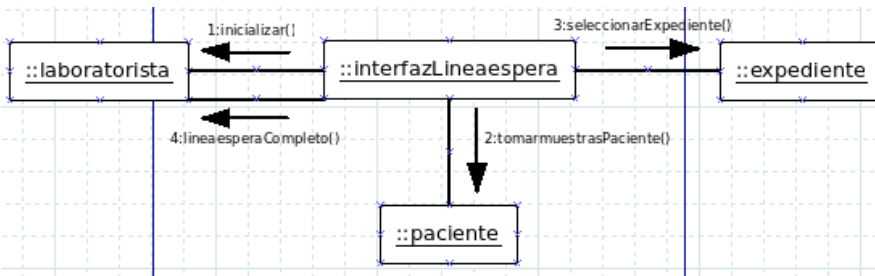 3:seleccionarExpediente()
1:inicializar()
::laboratorista
::interfazLineaespera
::expediente
4:lineaesperaCompleto()
2:tomarmuestrasPaciente()
::paciente